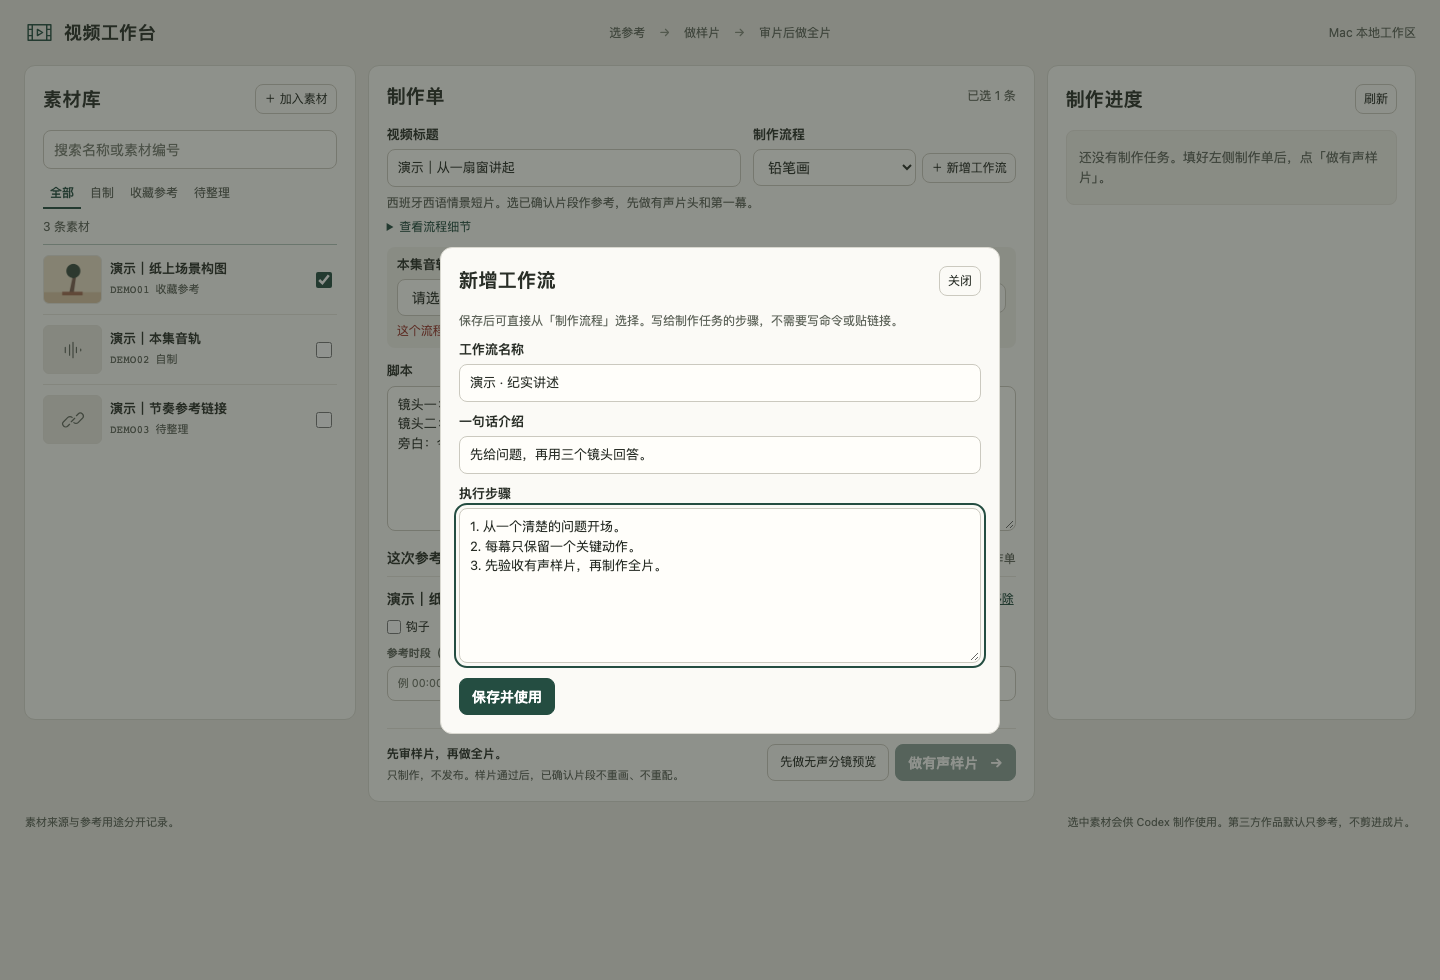 视频工作台
选参考 → 做样片 → 审片后做全片
Mac 本地工作区
素材库
+ 加入素材
搜索名称或素材编号
全部 自制 收藏参考 待整理
3 条素材
演示｜纸上场景构图
DEMO01 收藏参考
演示｜本集音轨
DEMO02 自制
演示｜节奏参考链接
DEMO03 待整理
制作单
已选 1 条
视频标题
制作流程
演示｜从一扇窗讲起
铅笔画
+ 新增工作流
西班牙西语情景短片。选已确认片段作参考，先做有声片头和第一幕。
查看流程细节
本集音轨
请选
这个流程
脚本
镜头一
镜头二
旁白：
这次参考
作单
演示｜纸
除
钩子
参考时段（
例 00:00
先审样片，再做全片。
只制作，不发布。样片通过后，已确认片段不重画、不重配。
先做无声分镜预览
做有声样片 →
新增工作流
关闭
保存后可直接从「制作流程」选择。写给制作任务的步骤，不需要写命令或贴链接。
工作流名称
演示 · 纪实讲述
一句话介绍
先给问题，再用三个镜头回答。
执行步骤
1. 从一个清楚的问题开场。
2. 每幕只保留一个关键动作。
3. 先验收有声样片，再制作全片。
保存并使用
制作进度
刷新
还没有制作任务。填好左侧制作单后，点「做有声样
片」。
素材来源与参考用途分开记录。
选中素材会供 Codex 制作使用。第三方作品默认只参考，不剪进成片。